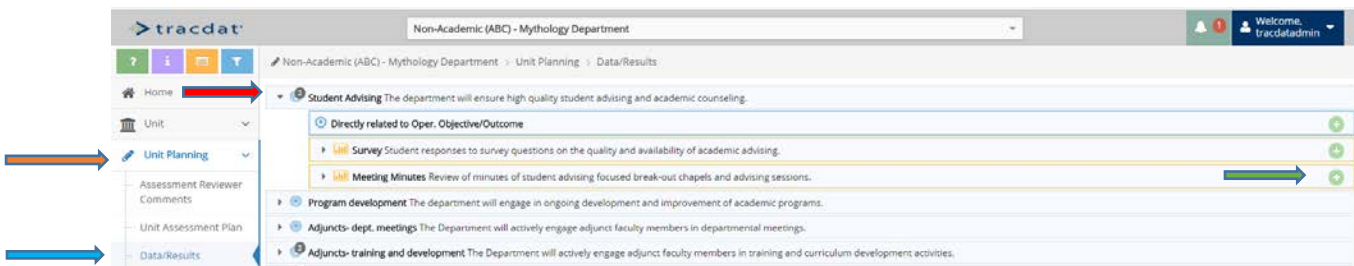 tracdat
Non-Academic (ABC) - Mythology Department
1
Welcome,
tracdatadmin
? i
Non-Academic (ABC) - Mythology Department > Unit Planning > Data/Results
Home
Student Advising The department will ensure high quality student advising and academic counseling.
Unit
Directly related to Oper. Objective/Outcome
Unit Planning
Survey Student responses to survey questions on the quality and availability of academic advising.
Meeting Minutes Review of minutes of student advising focused break-out chapels and advising sessions.
Assessment Reviewer
Comments
Program development The department will engage in ongoing development and improvement of academic programs.
Unit Assessment Plan
Adjuncts- dept. meetings The Department will actively engage adjunct faculty members in departmental meetings.
Data/Results
Adjuncts- training and development The Department will actively engage adjunct faculty members in training and curriculum development activities.